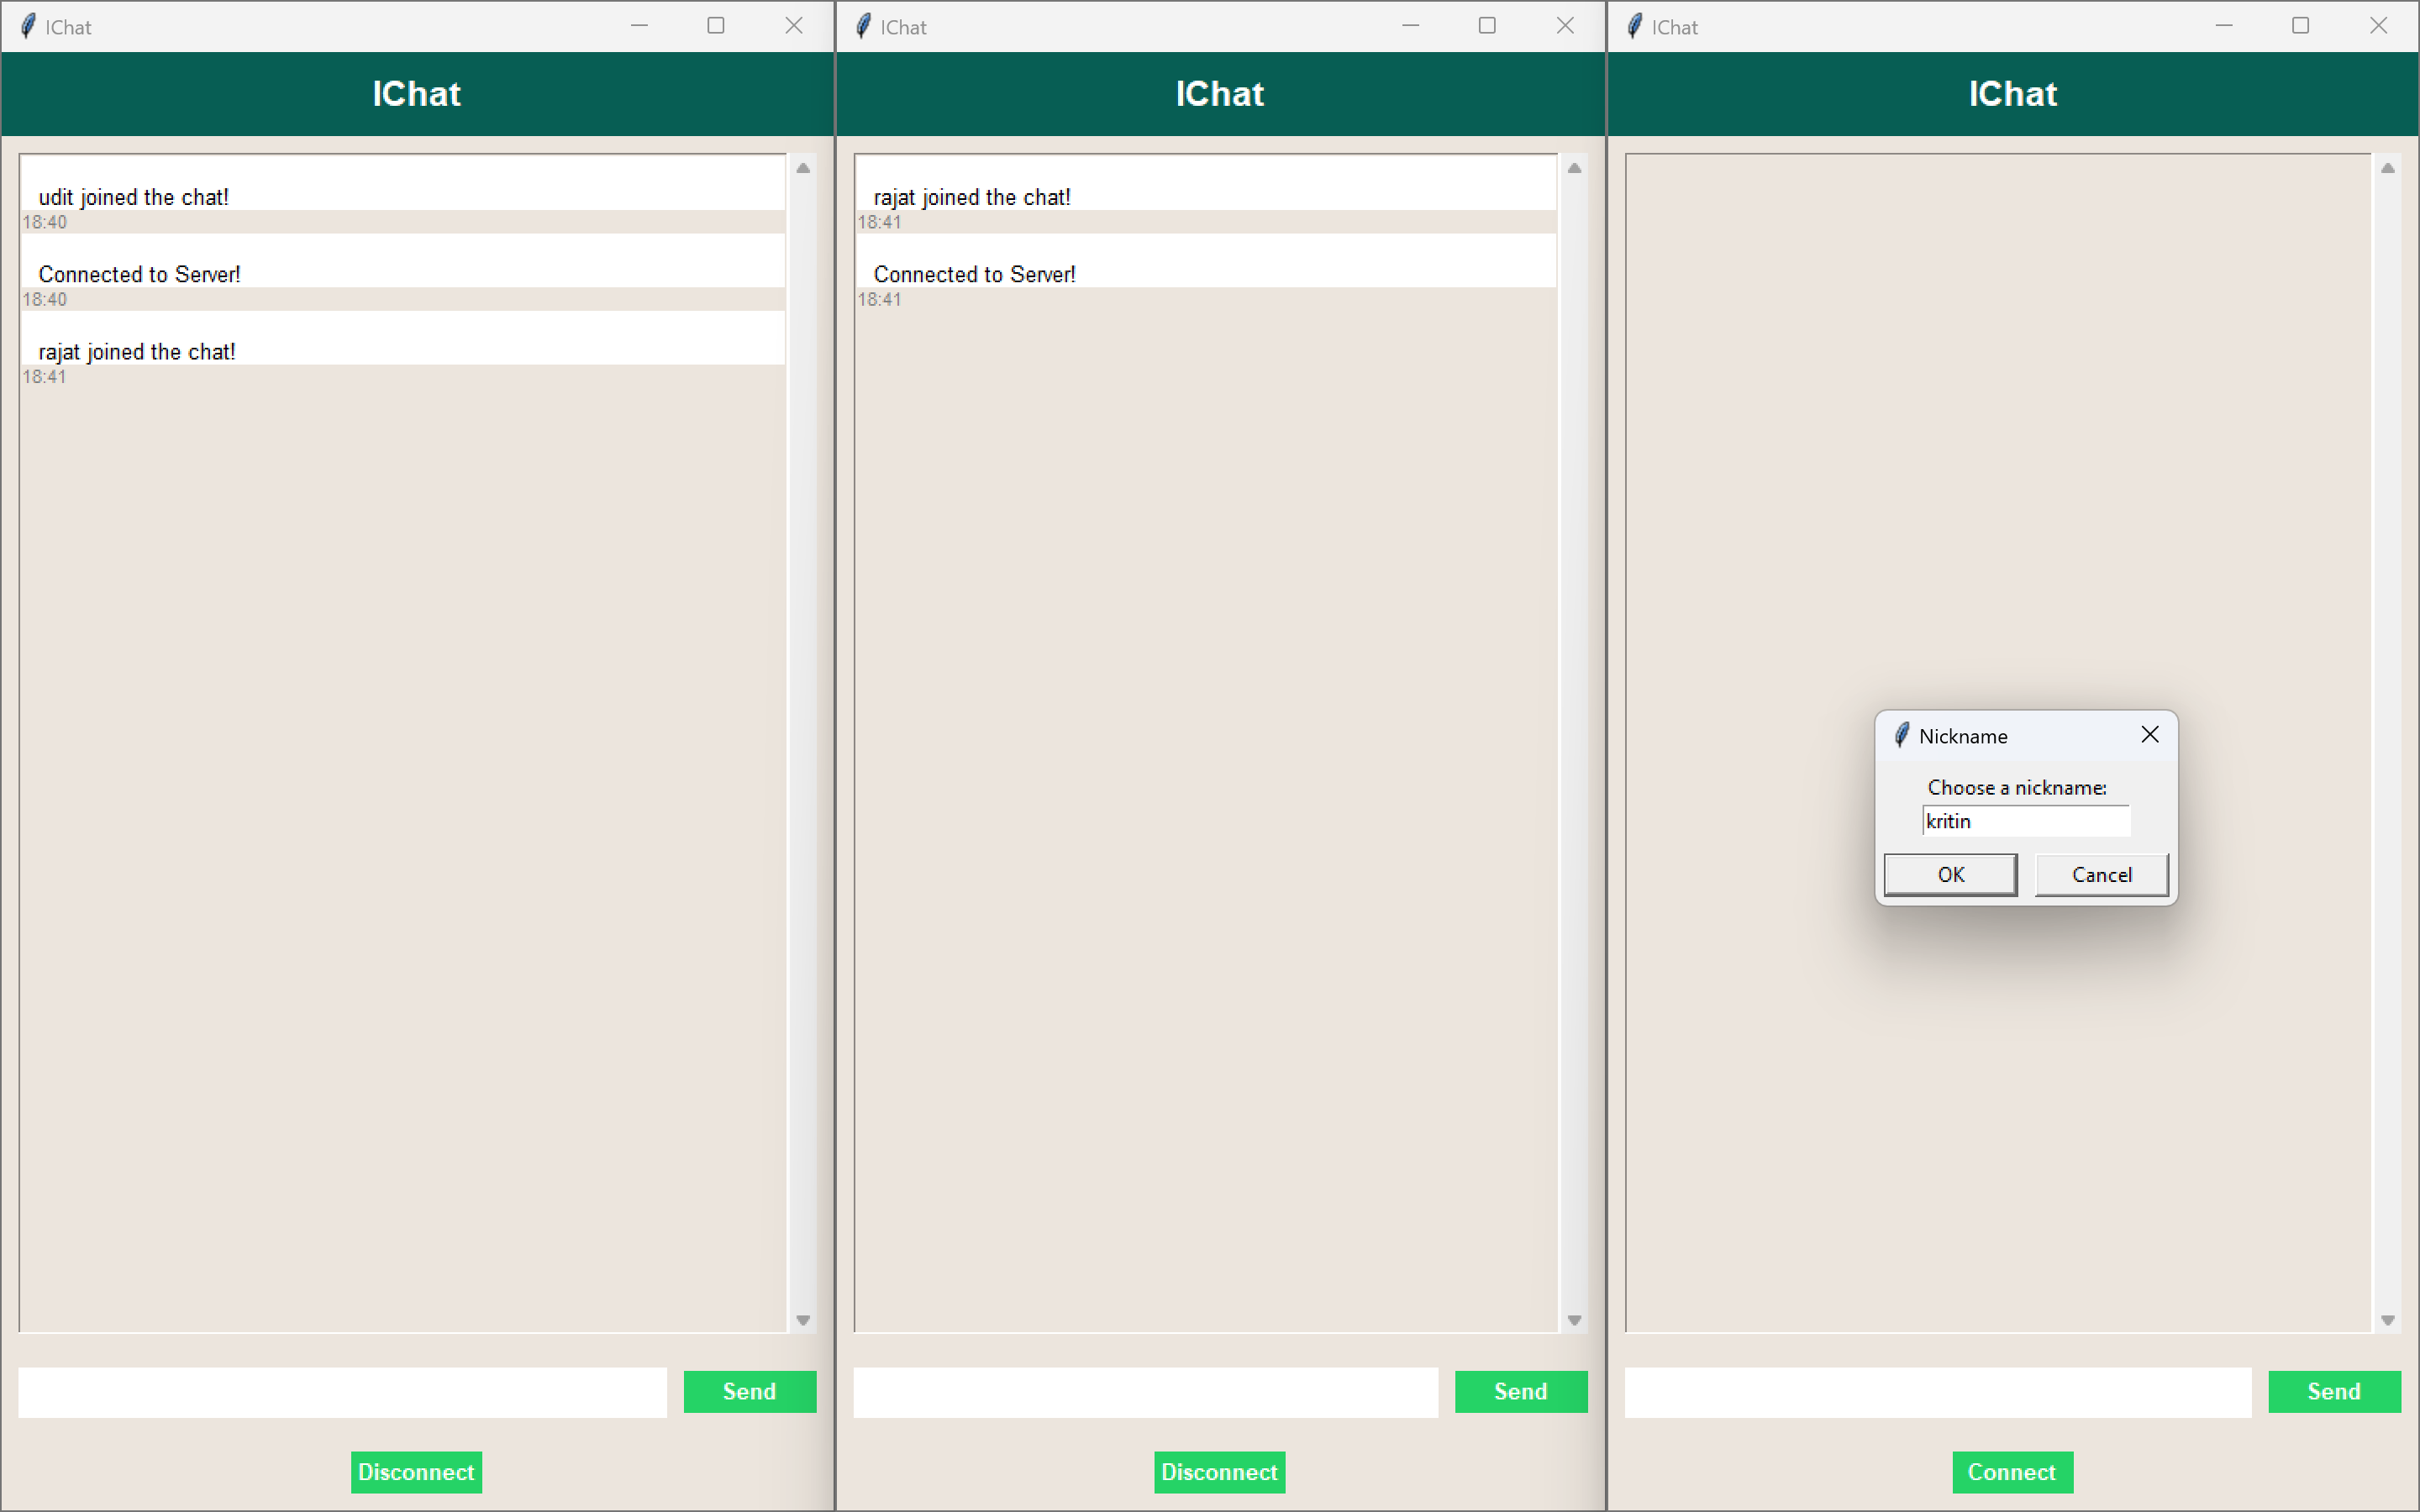 IChat
IChat
udit joined the chat!
18:40
Connected to Server!
18:40
rajat joined the chat!
18:41
Send
Disconnect
IChat
IChat
rajat joined the chat!
18:41
Connected to Server!
18:41
Send
Disconnect
IChat
IChat
Nickname
Choose a nickname:
kritin
OK Cancel
Send
Connect